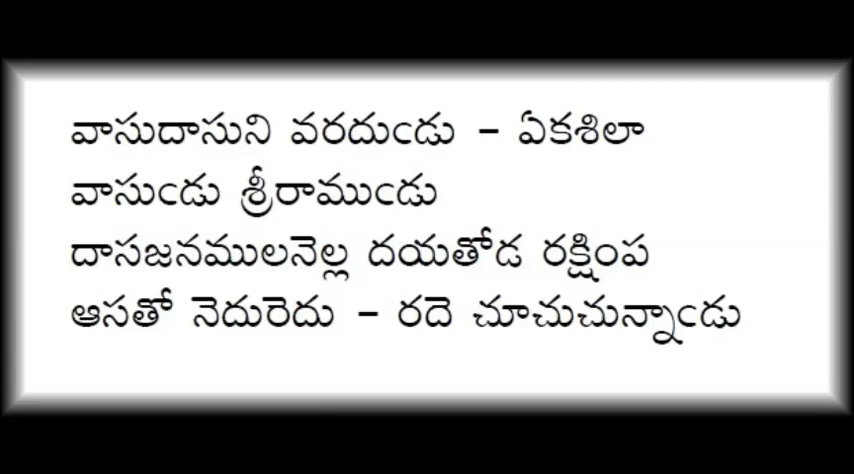 వాసుదాసుని వరదుఁడు - ఏకశిలా
వాసుఁడు శ్రీరాముఁడు
దాసజనములనెల్ల దయతోడ రక్షింప
ఆసతో నెదురెదు - రదె చూచుచున్నాఁడు